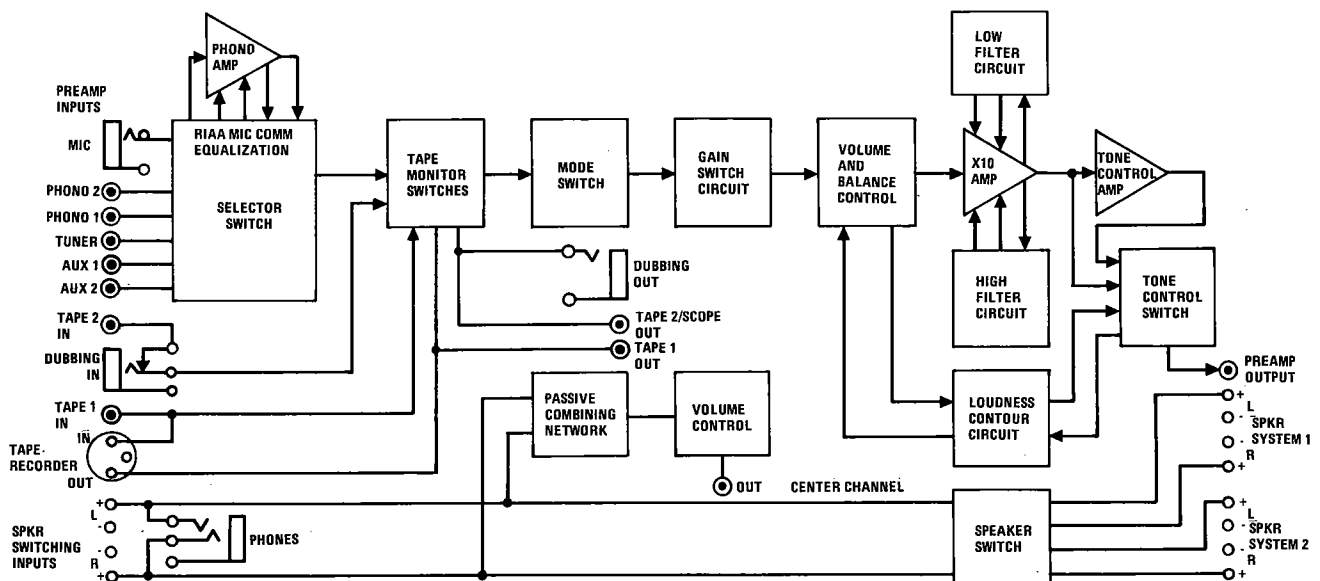 PHONO
AMP
LOW
FILTER
CIRCUIT
PREAMP
INPUTS
MIC
PHONO 2
PHONO 1
TUNER
AUX 1
AUX 2
RIAA MIC COMM
EQUALIZATION
SELECTOR
SWITCH
TAPE
MONITOR
SWITCHES
MODE
SWITCH
GAIN
SWITCH
CIRCUIT
VOLUME
AND
BALANCE
CONTROL
X10
AMP
TONE
CONTROL
AMP
HIGH
FILTER
CIRCUIT
TONE
CONTROL
SWITCH
DUBBING
OUT
TAPE 2/SCOPE
OUT
TAPE 1
OUT
TAPE 2
IN
DUBBING
IN
TAPE 1
IN
IN
TAPE-
RECORDER
OUT
PASSIVE
COMBINING
NETWORK
VOLUME
CONTROL
LOUDNESS
CONTOUR
CIRCUIT
PREAMP
OUTPUT
+
L
-
SPKR
SYSTEM 1
-
R
+
OUT
CENTER CHANNEL
SPKR
SWITCHING
INPUTS
+
L
-
-
R
+
PHONES
SPEAKER
SWITCH
+
L
-
SPKR
SYSTEM 2
-
R
+